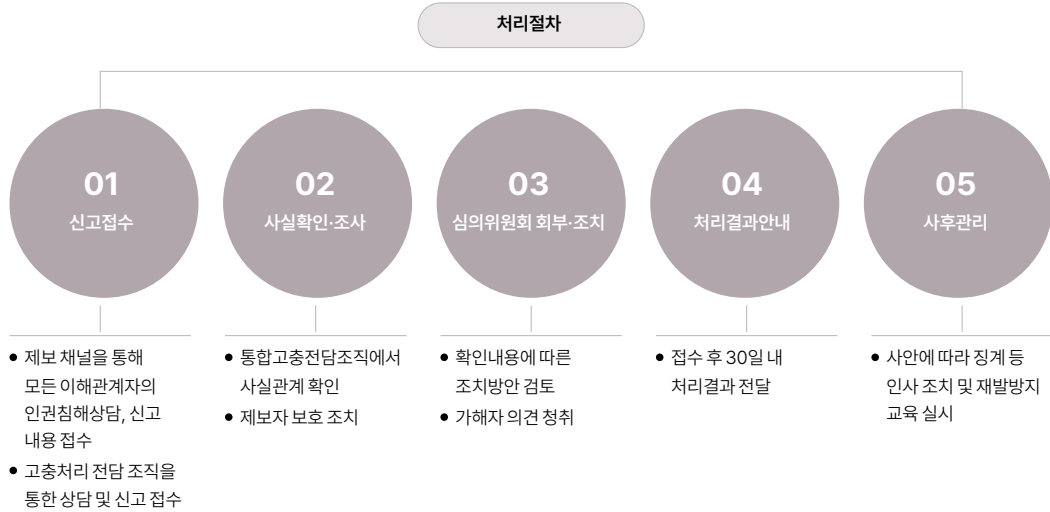 처리절차
01
신고접수
02
사실확인·조사
03
심의위원회 회부·조치
04
처리결과안내
05
사후관리
• 제보 채널을 통해
모든 이해관계자의
인권침해상담, 신고
내용 접수
• 고충처리 전담 조직을
통한 상담 및 신고 접수
• 통합고충전담조직에서
사실관계 확인
• 제보자 보호 조치
• 확인내용에 따른
조치방안 검토
• 가해자 의견 청취
• 접수 후 30일 내
처리결과 전달
• 사안에 따라 징계 등
인사 조치 및 재발방지
교육 실시